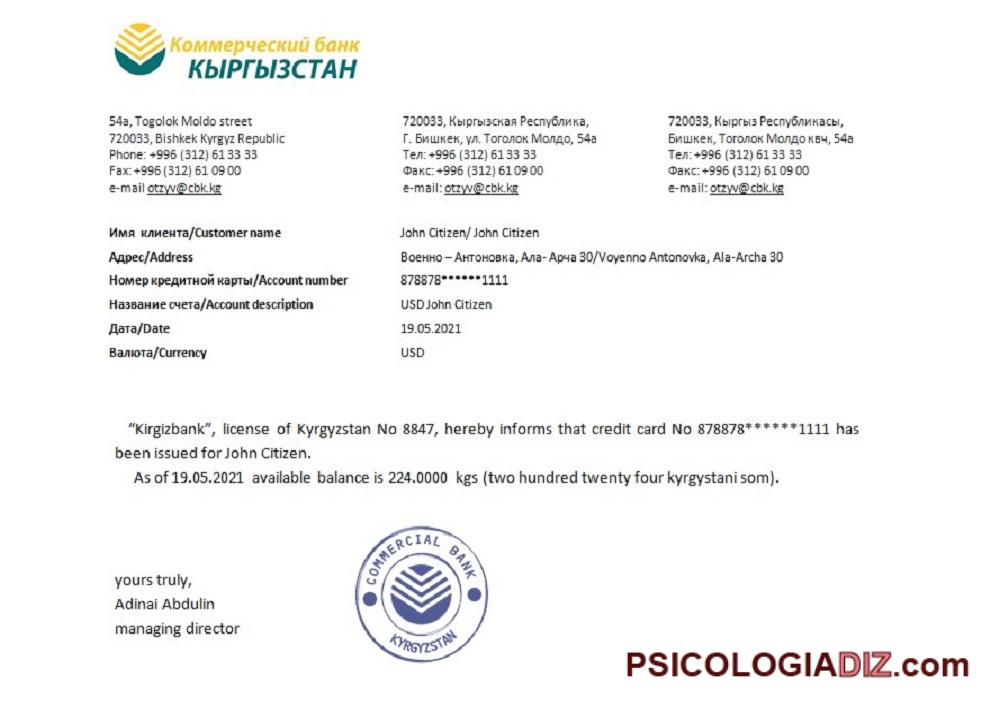 Коммерческий банк
КЫРГЫЗСТАН
54a, Togolok Moldo street
720033, Bishkek Kyrgyz Republic
Phone: +996 (312) 61 33 33
Fax: +996 (312) 61 09 00
e-mail otzyv@cbk.kg
720033, Кыргызская Республика,
Г. Бишкек, ул. Тоголок Молдо, 54а
Тел: +996 (312) 61 33 33
Факс: +996 (312) 61 09 00
e-mail: otzyv@cbk.kg
720033, Кыргыз Республикасы,
Бишкек, Тоголок Молдо квч, 54а
Тел: +996 (312) 61 33 33
Факс: +996 (312) 61 09 00
e-mail: otzyv@cbk.kg
Имя клиента/Customer name John Citizen/ John Citizen
Адрес/Address Военно – Антоновка, Ала- Арча 30/Voyenno Antonovka, Ala-Archa 30
Номер кредитной карты/Account number 878878******1111
Название счета/Account description USD John Citizen
Дата/Date 19.05.2021
Валюта/Currency USD
“Kirgizbank”, license of Kyrgyzstan No 8847, hereby informs that credit card No 878878******1111 has
been issued for John Citizen.
As of 19.05.2021 available balance is 224.0000 kgs (two hundred twenty four kyrgystani som).
yours truly,
Adinai Abdulin
managing director
COMMERCIAL BANK
KYRGYZSTAN
PSICOLOGIADIZ.com